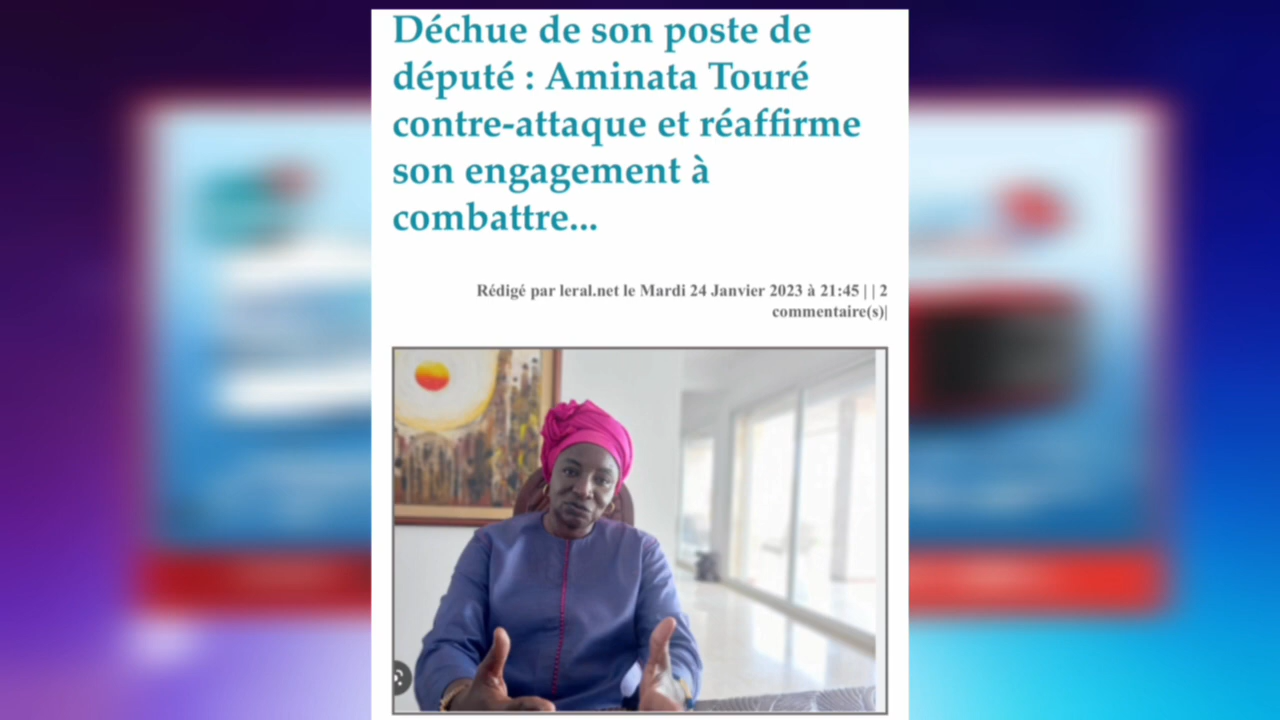 Déchue de son poste de
député : Aminata Touré
contre-attaque et réaffirme
son engagement à
combattre...
Rédigé par leral.net le Mardi 24 Janvier 2023 à 21:45 | | 2
commentaire(s)|